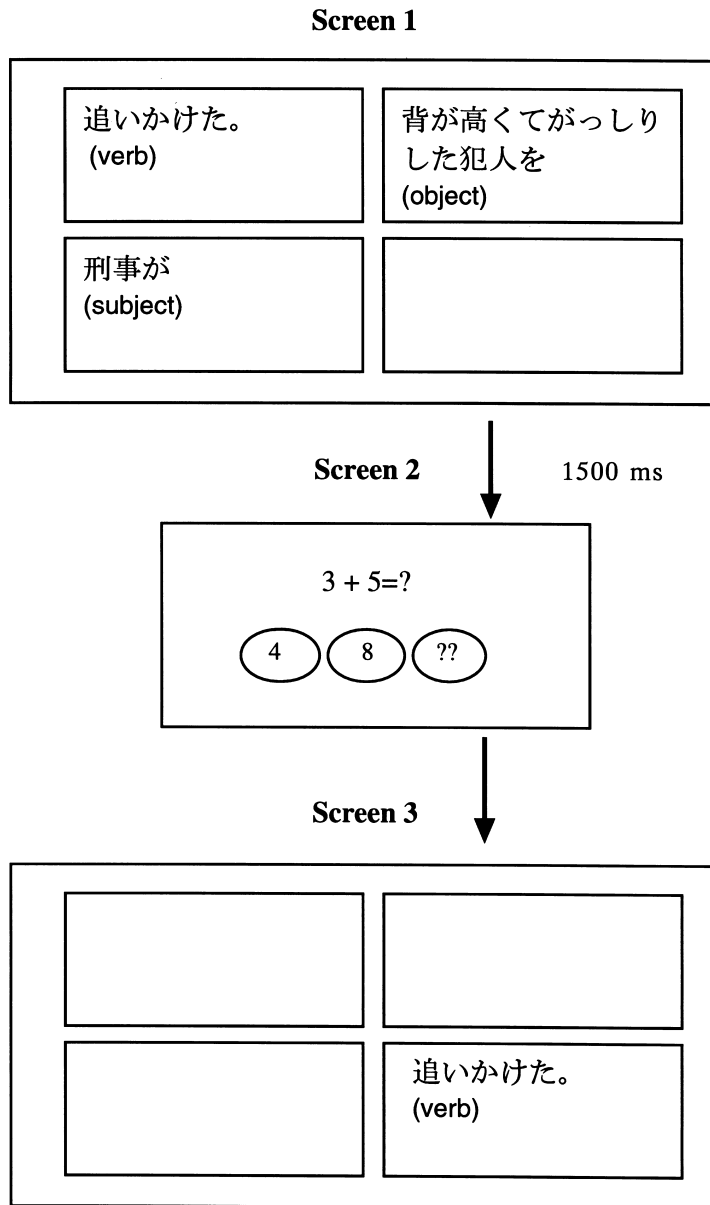 Screen 1
追いかけた。
(verb)
背が高くてがっしり
した犯人を
(object)
刑事が
(subject)
Screen 2
1500 ms
3 + 5=?
4
8
??
Screen 3
追いかけた。
(verb)